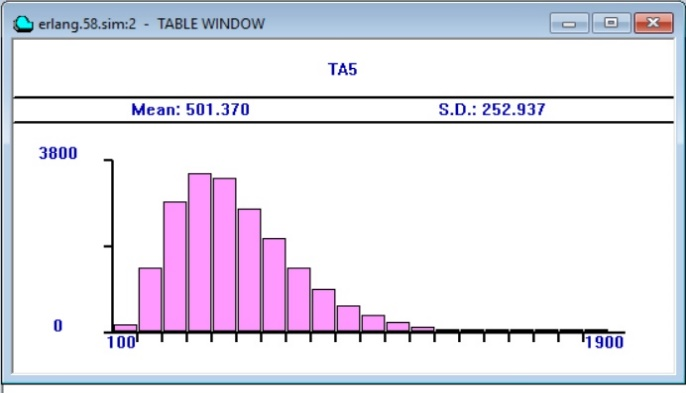 erlang.58.sim:2 - TABLE WINDOW
TA5
Mean: 501.370 S.D.: 252.937
3800
0
100 1900